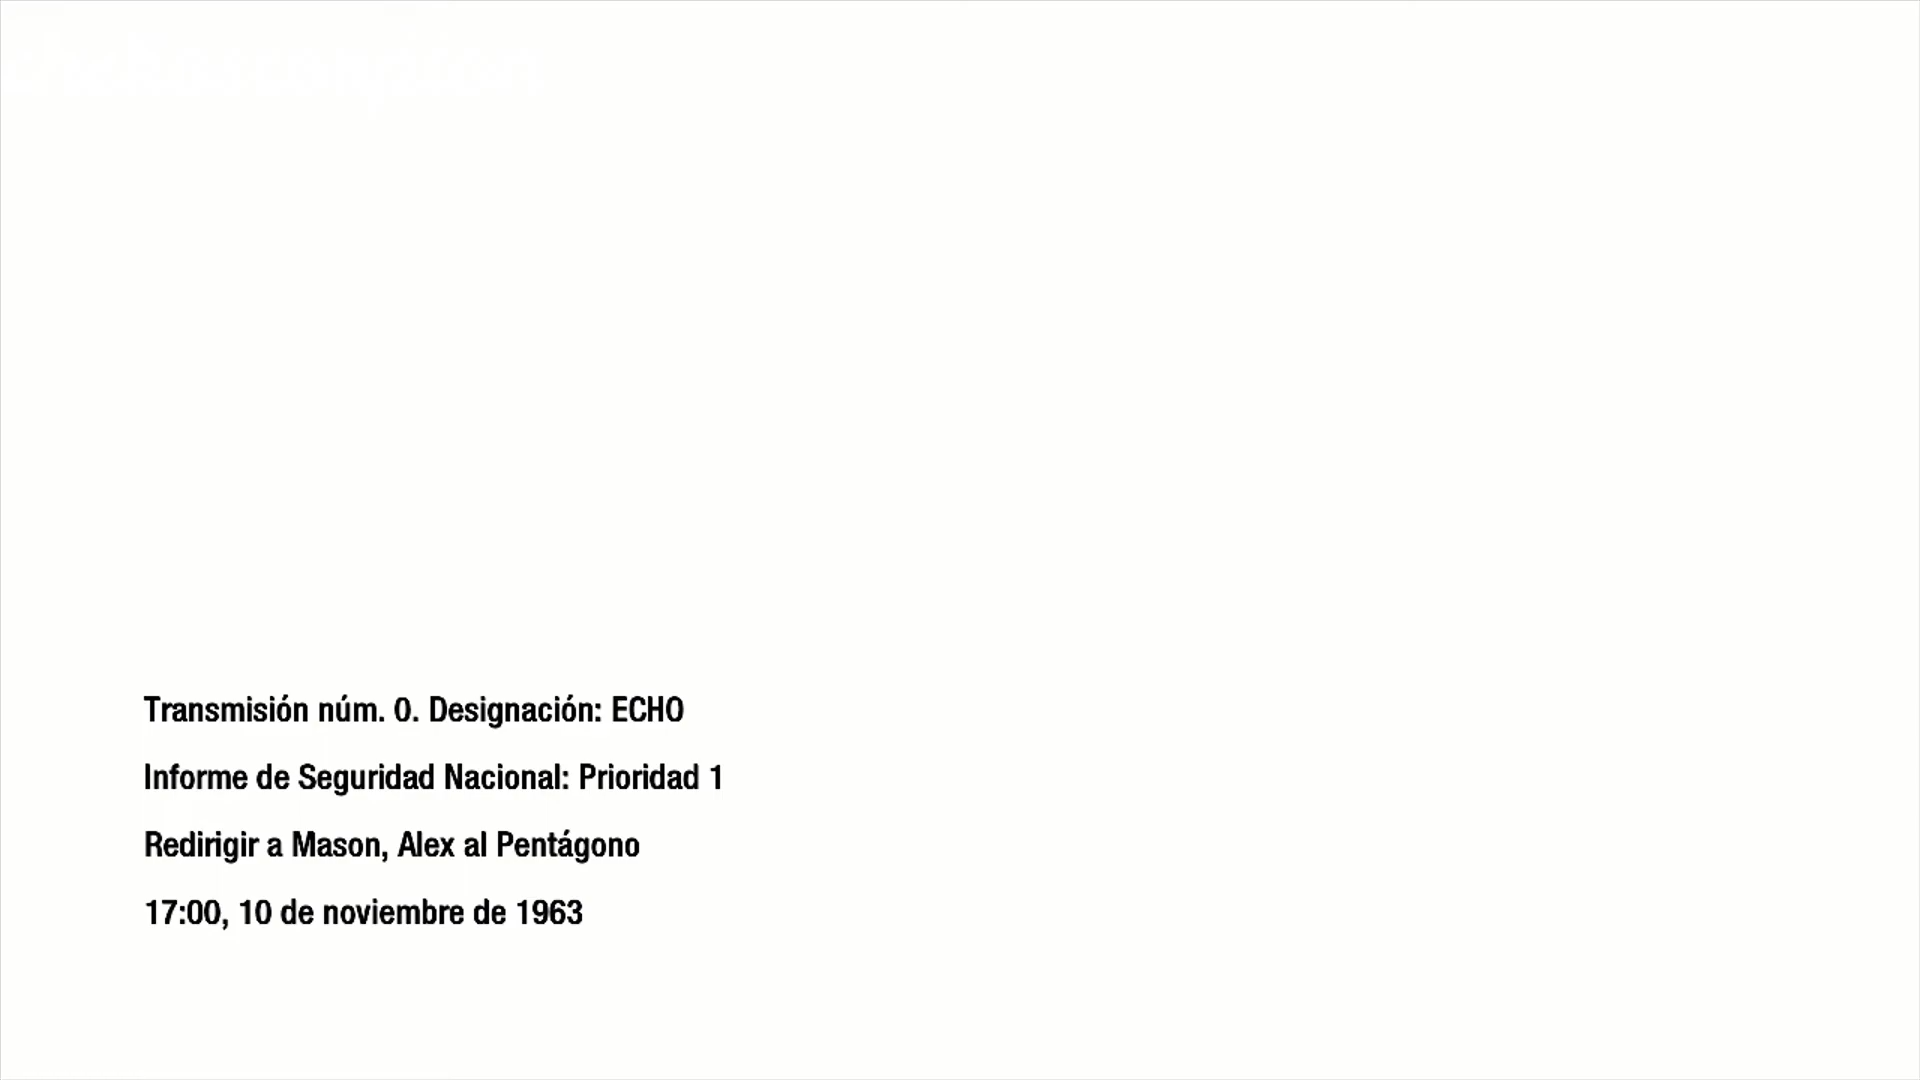 Transmisión núm. 0. Designación: ECHO
Informe de Seguridad Nacional: Prioridad 1
Redirigir a Mason, Alex al Pentágono
17:00, 10 de noviembre de 1963